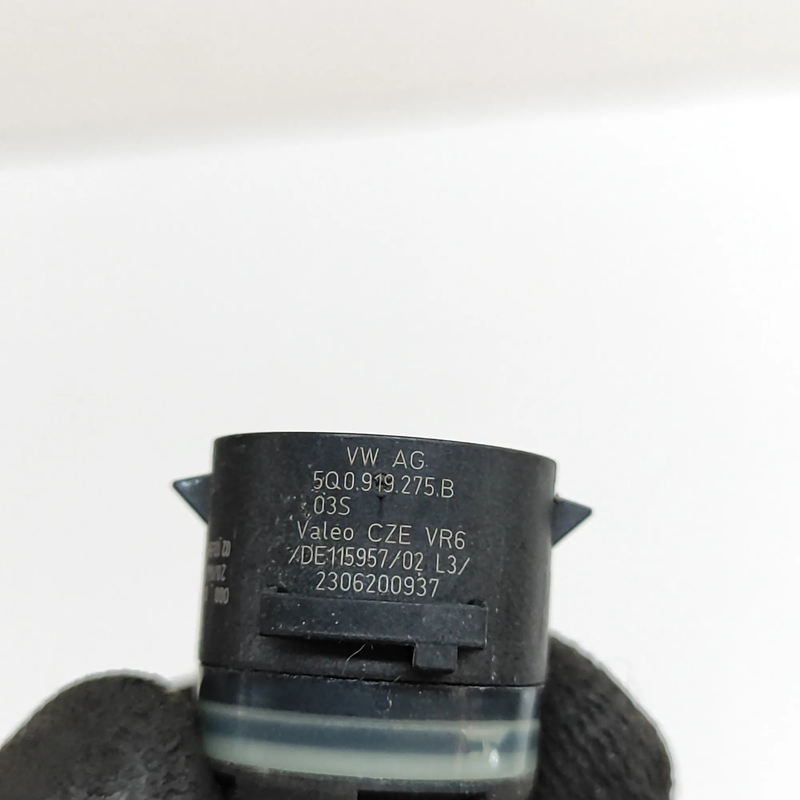 VW AG
5Q0.919.275.B
03S
Valeo CZE VR6
/DE115957/02 L3/
2306200937